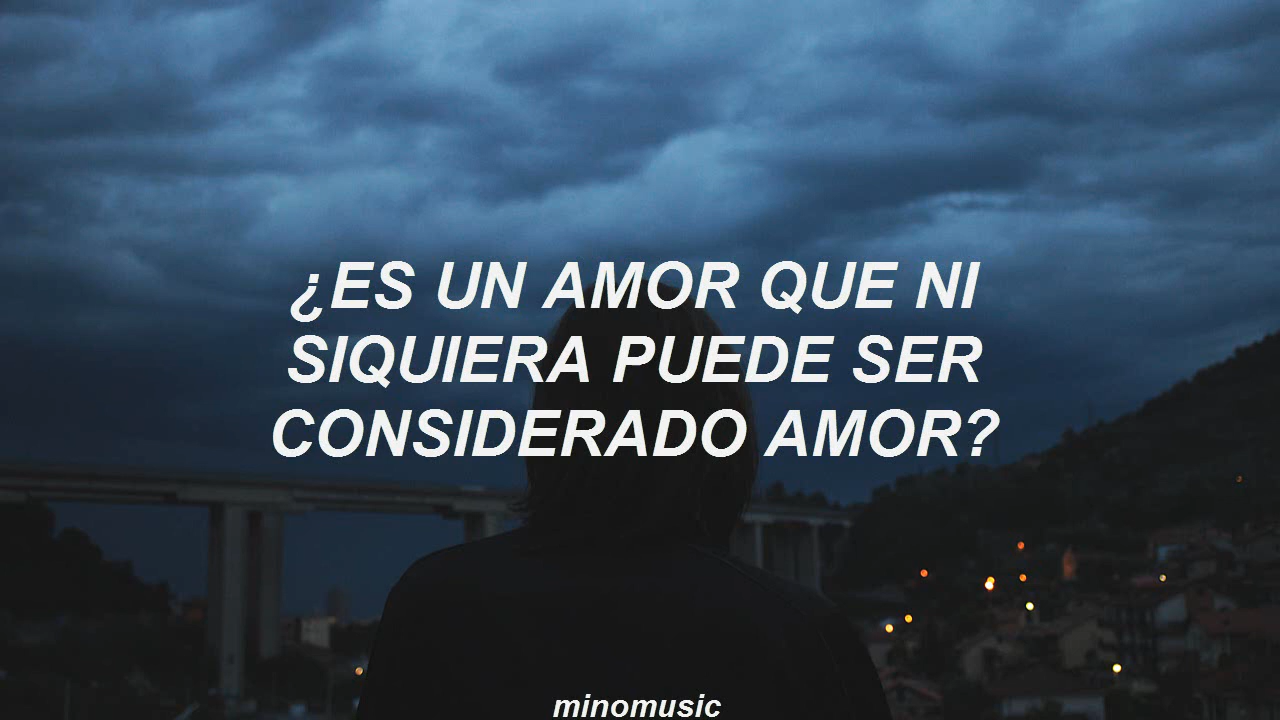 ¿ES UN AMOR QUE NI
SIQUIERA PUEDE SER
CONSIDERADO AMOR?
minomusic